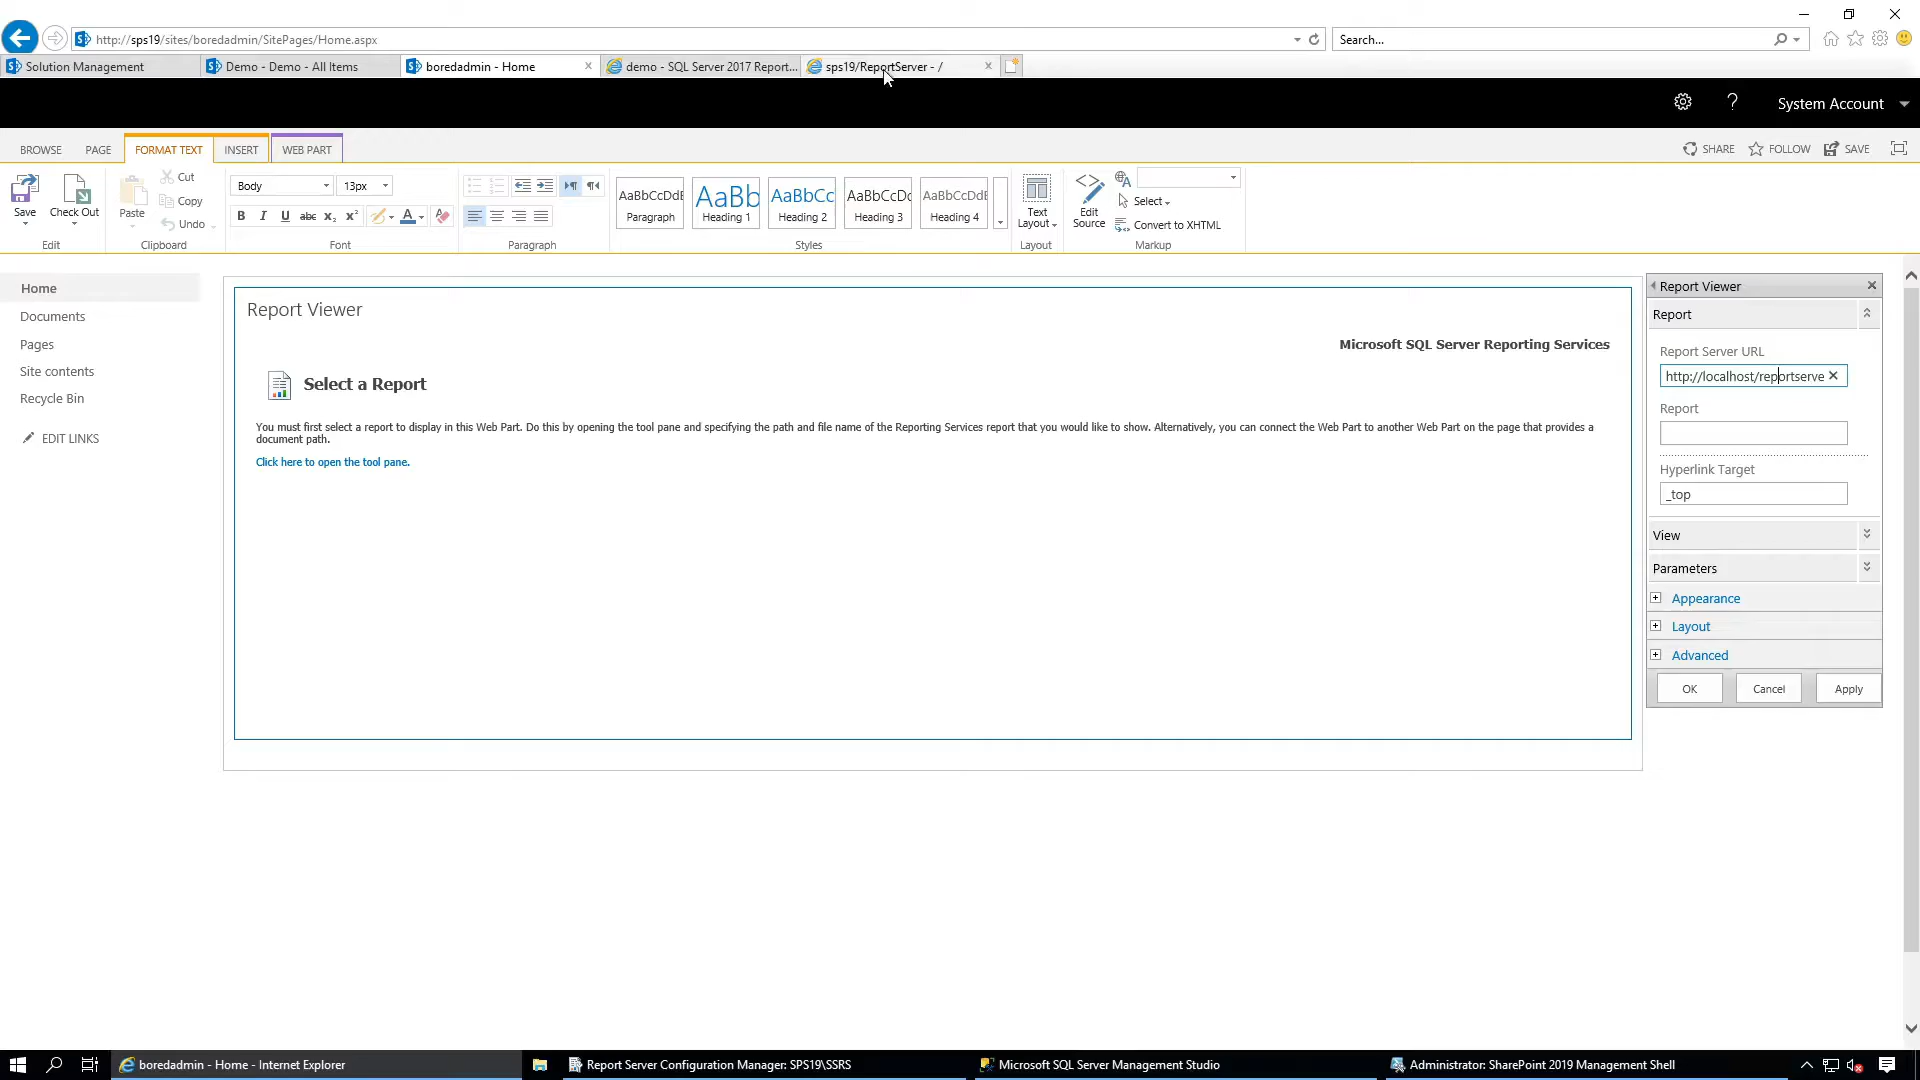 http://sps19/sites/boredadmin/SitePages/Home.aspx
Search...
Solution Management
Demo - Demo - All Items
boredadmin - Home
demo - SQL Server 2017 Report...
sps19/ReportServer - /
?
System Account
BROWSE
PAGE
FORMAT TEXT
INSERT
WEB PART
SHARE
FOLLOW
SAVE
Save
Check Out
Paste
Cut
Copy
Undo
Body
13px
B
I
U
abc
x₂
x²
A
AaBbCcDdE
Paragraph
AaBb
Heading 1
AaBbCc
Heading 2
AaBbCcDc
Heading 3
AaBbCcDdE
Heading 4
Text
Layout
Edit
Source
Select
Convert to XHTML
Edit
Clipboard
Font
Paragraph
Styles
Layout
Markup
Home
Documents
Pages
Site contents
Recycle Bin
EDIT LINKS
Report Viewer
Microsoft SQL Server Reporting Services
Select a Report
You must first select a report to display in this Web Part. Do this by opening the tool pane and specifying the path and file name of the Reporting Services report that you would like to show. Alternatively, you can connect the Web Part to another Web Part on the page that provides a
document path.
Click here to open the tool pane.
Report Viewer
Report
Report Server URL
http://localhost/reportserve
Report
Hyperlink Target
_top
View
Parameters
Appearance
Layout
Advanced
OK
Cancel
Apply
boredadmin - Home - Internet Explorer
Report Server Configuration Manager: SPS19\SSRS
Microsoft SQL Server Management Studio
Administrator: SharePoint 2019 Management Shell